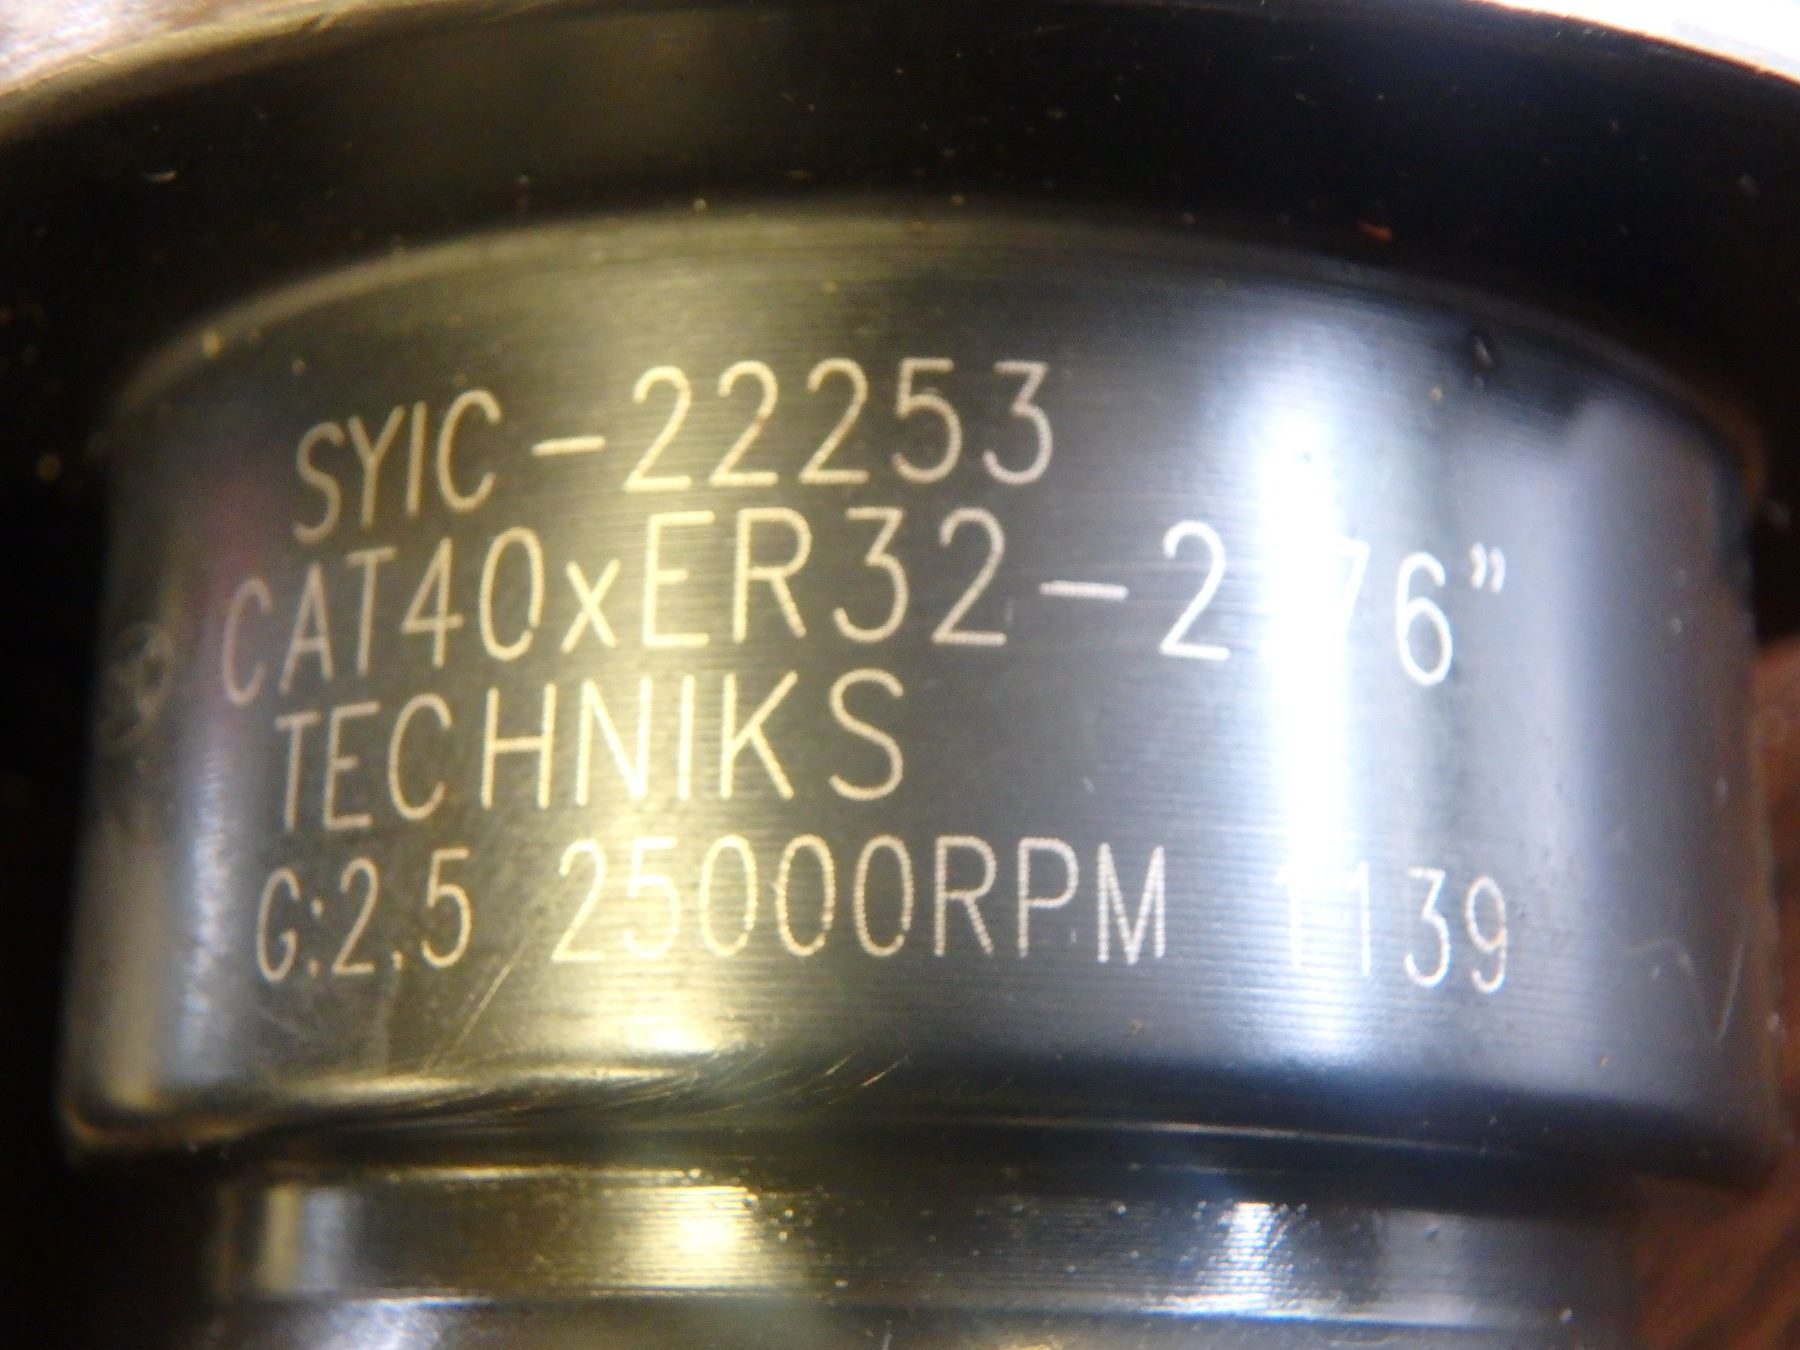 SYIC-22253
CAT40xER32-2.76”
TECHNIKS
G:2.5 25000RPM 1139